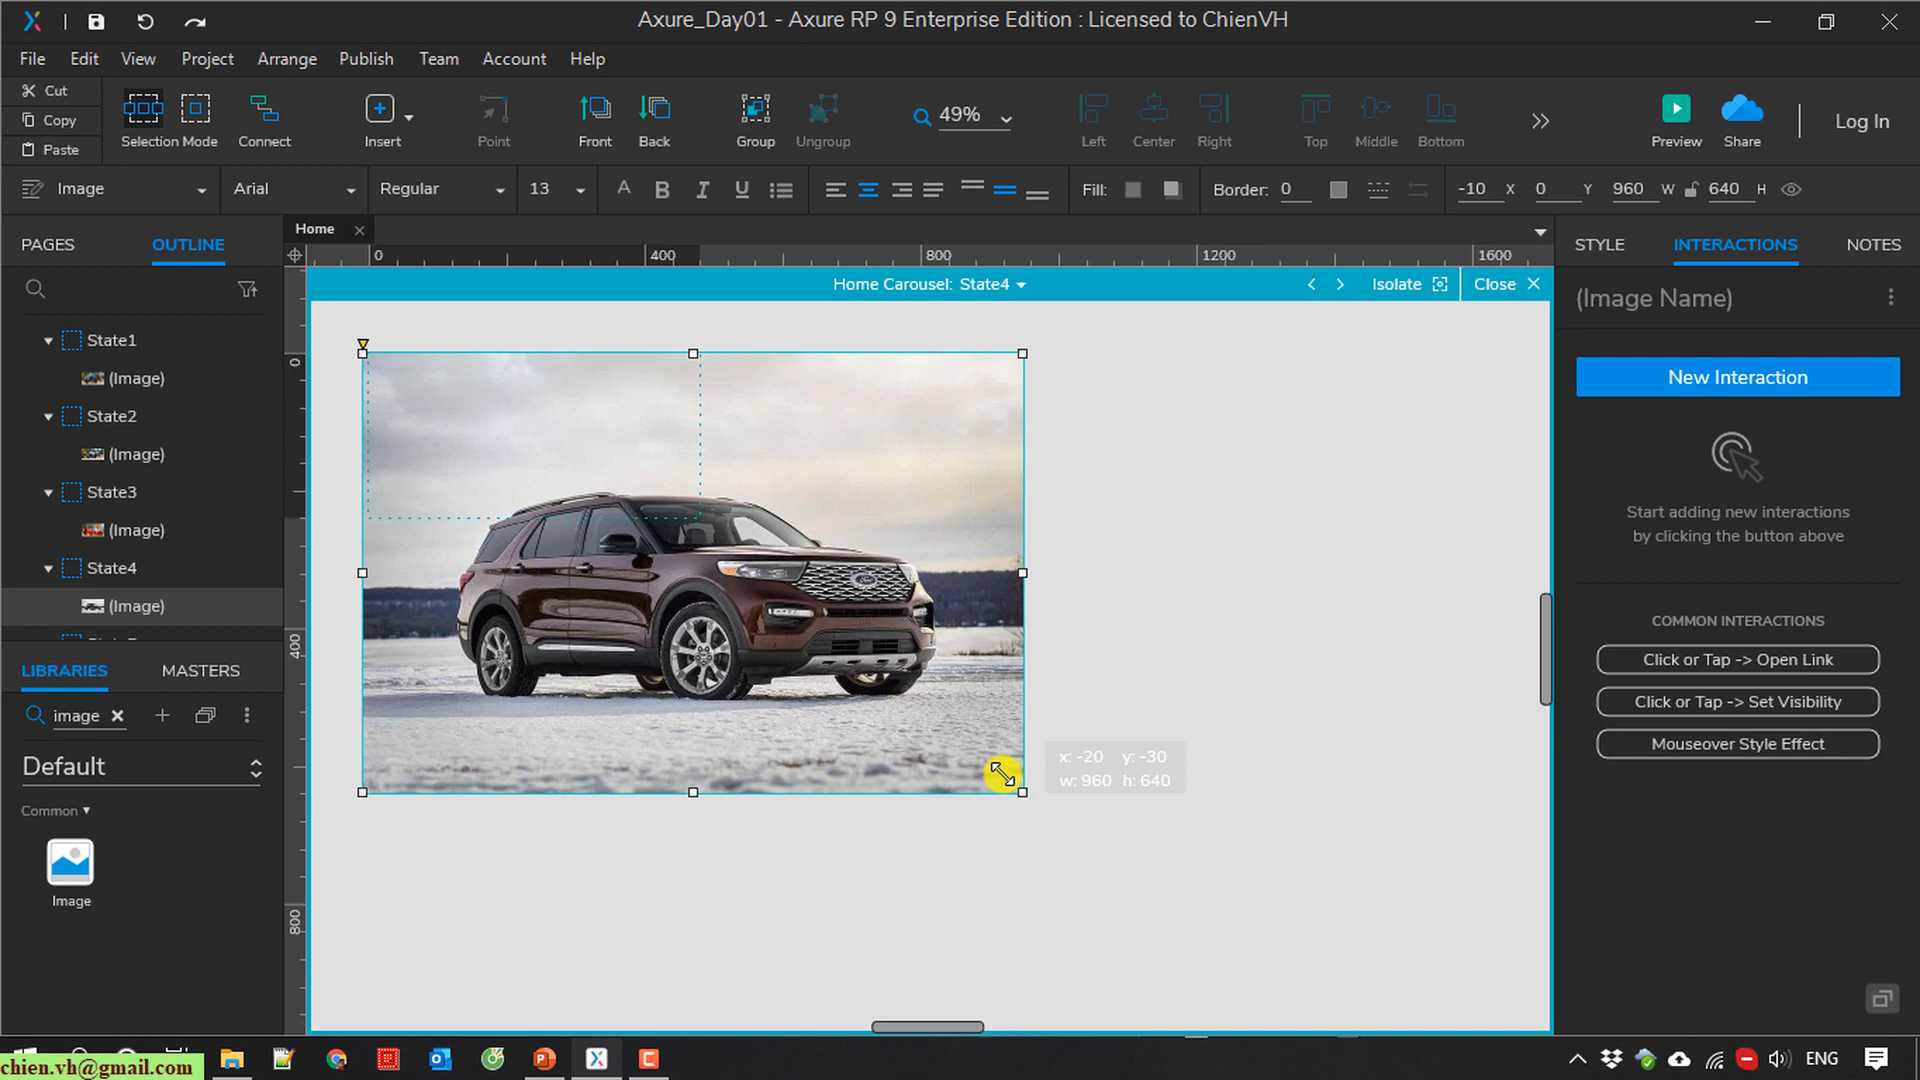 Axure_Day01 - Axure RP 9 Enterprise Edition : Licensed to ChienVH
File Edit View Project Arrange Publish Team Account Help
Cut
Copy
Paste
Selection Mode Connect Insert Point Front Back Group Ungroup 49% Left Center Right Top Middle Bottom Preview Share Log In
Image Arial Regular 13 Fill: Border: 0 -10 X 0 Y 960 W 640 H
PAGES OUTLINE
Home
0 400 800 1200 1600
STYLE INTERACTIONS NOTES
Home Carousel: State4 Isolate Close
(Image Name)
State1
(Image)
State2
(Image)
State3
(Image)
State4
(Image)
0
400
800
New Interaction
Start adding new interactions
by clicking the button above
COMMON INTERACTIONS
Click or Tap -> Open Link
Click or Tap -> Set Visibility
Mouseover Style Effect
x: -20 y: -30
w: 960 h: 640
LIBRARIES MASTERS
image
Default
Common
Image
chien.vh@gmail.com
ENG